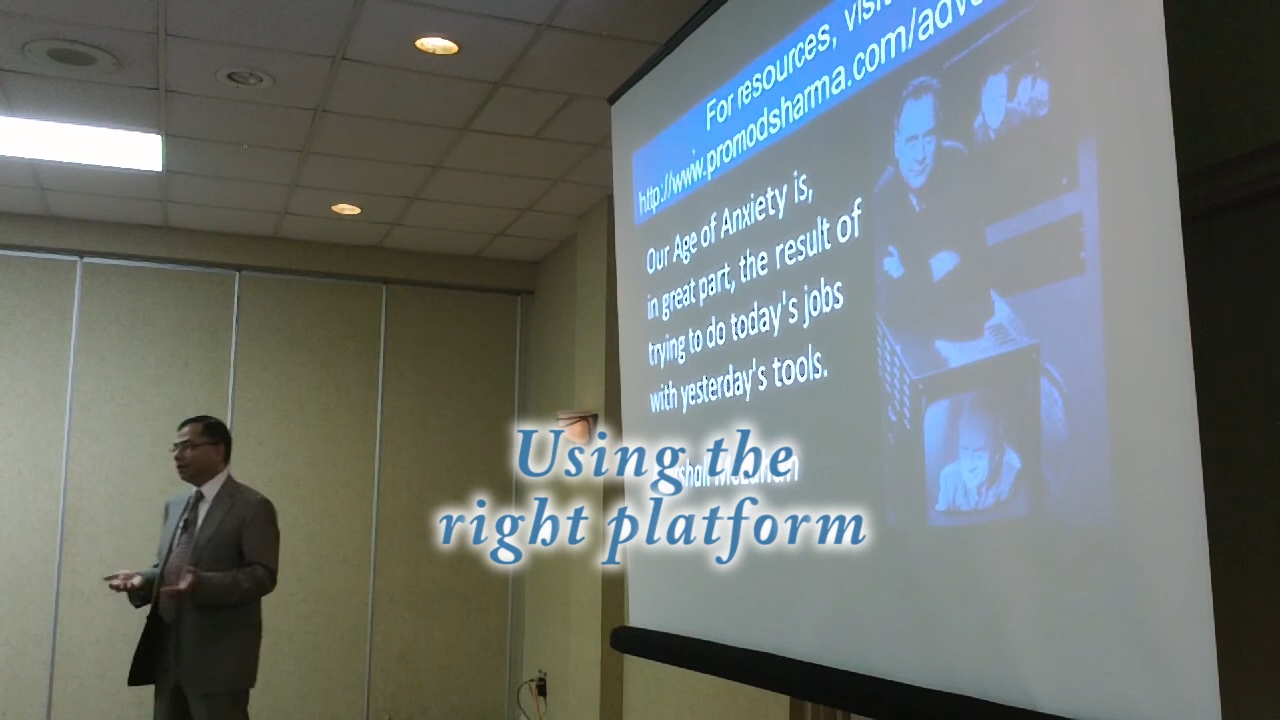 For resources, visit
http://www.promodsharma.com/adv
Our Age of Anxiety is,
in great part, the result of
trying to do today's jobs
with yesterday's tools.
Using the
right platform